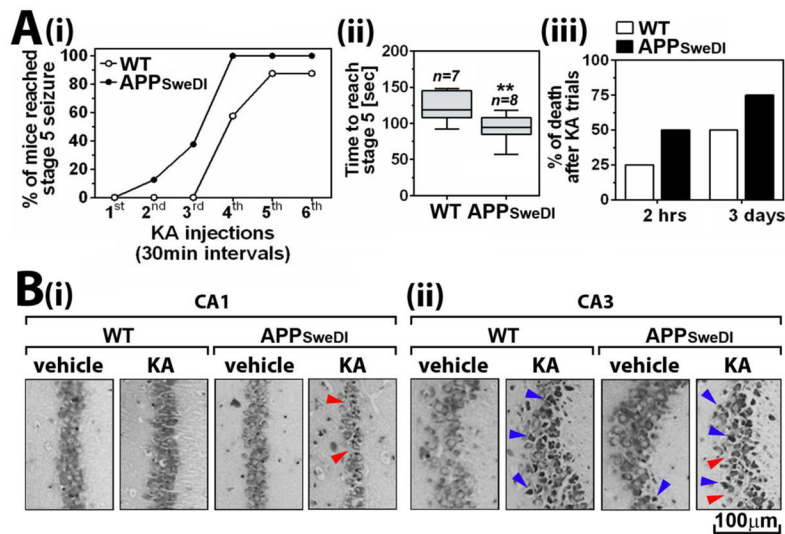 A (i)
% of mice reached
stage 5 seizure
100
80
60
40
20
0
WT
APPSweDI
1st 2nd 3rd 4th 5th 6th
KA injections
(30min intervals)
(ii)
Time to reach
stage 5 [sec]
200
150
100
50
0
n=7
**
n=8
WT APPSweDI
(iii)
WT
APPSweDI
% of death
after KA trials
100
75
50
25
0
2 hrs 3 days
B (i)
CA1
WT APPSweDI
vehicle KA vehicle KA
(ii)
CA3
WT APPSweDI
vehicle KA vehicle KA
100μm